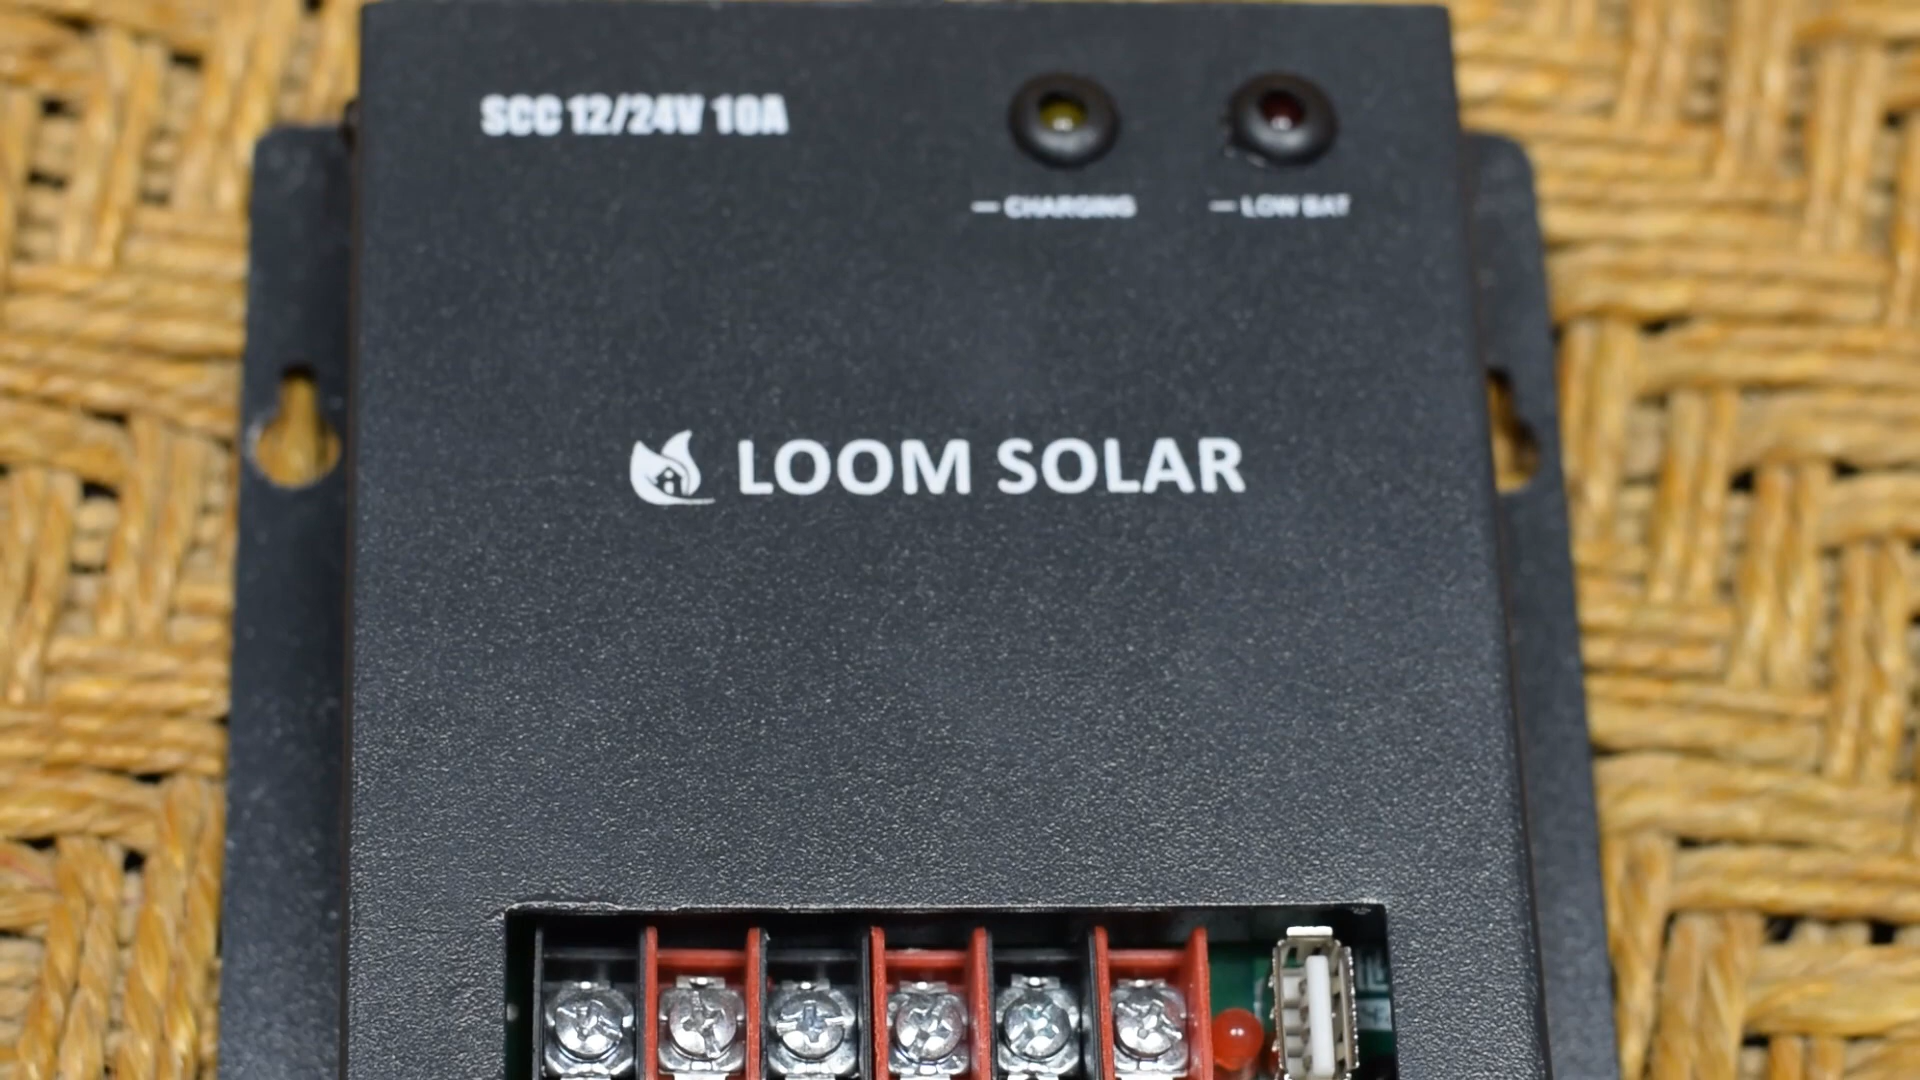 SCC 12/24V 10A
— CHARGING
— LOW BAT
LOOM SOLAR